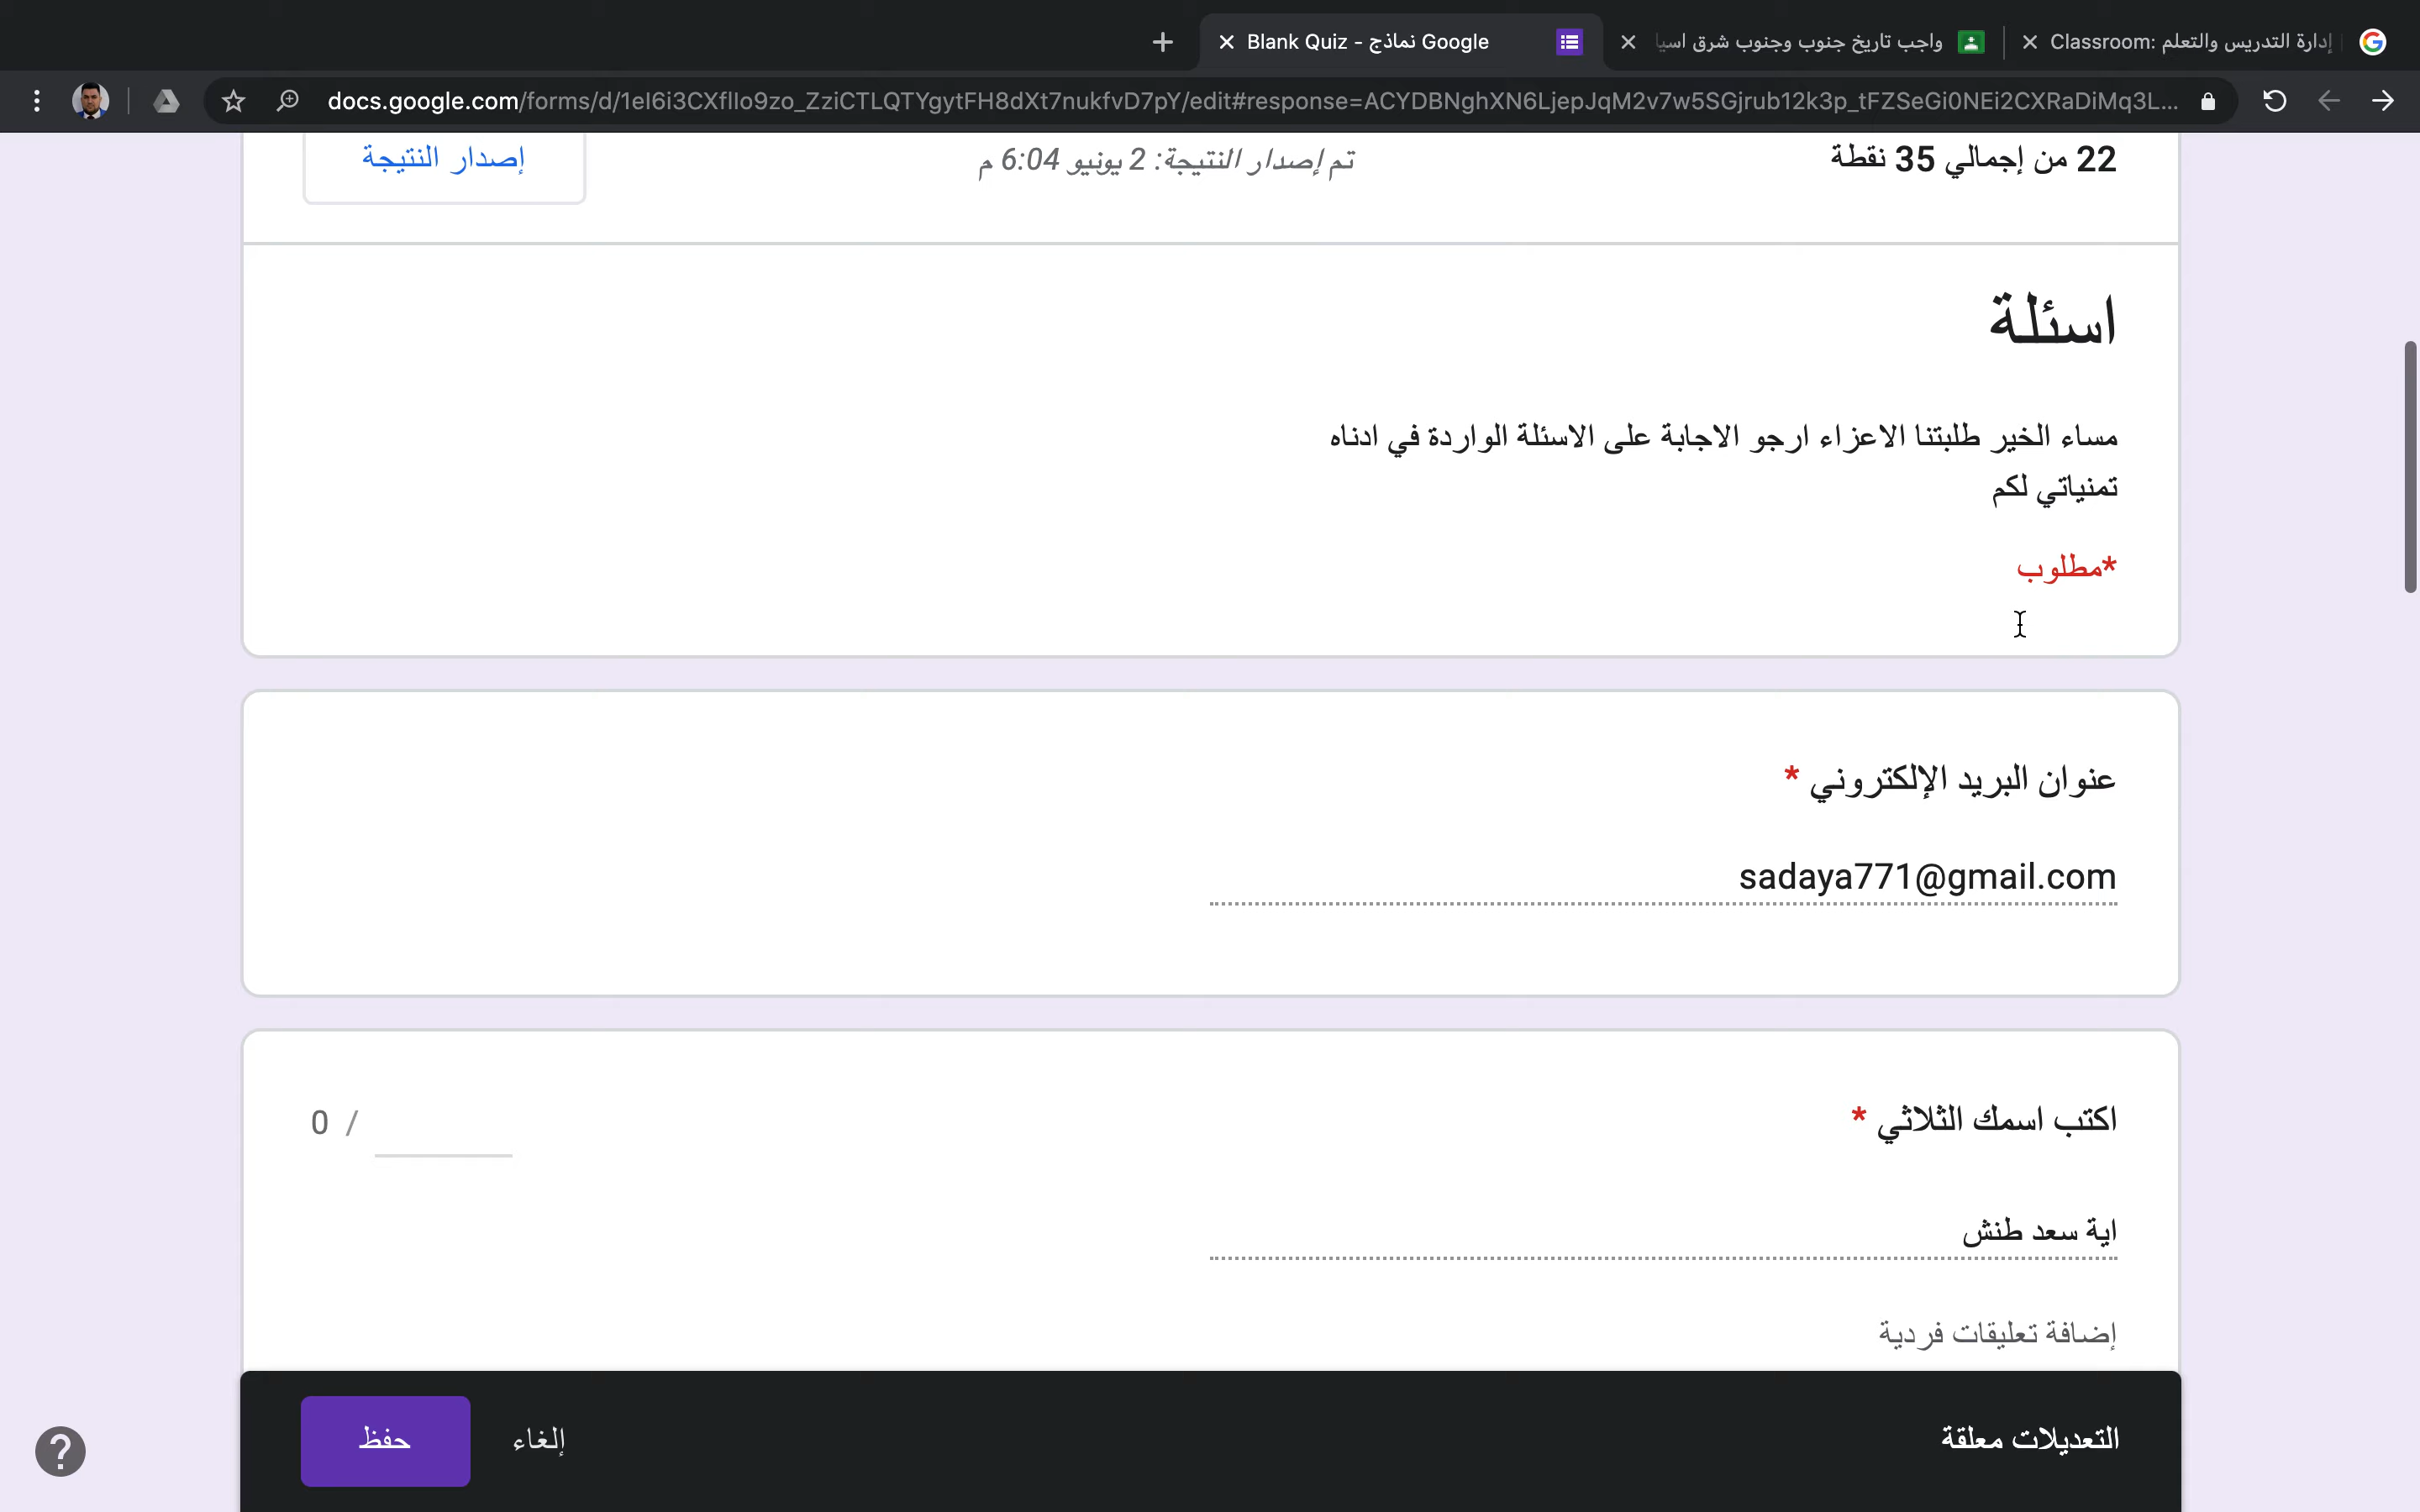 Classroom: إدارة التدريس والتعلم
واجب تاريخ جنوب وجنوب شرق اسيا
Blank Quiz - نماذج Google
docs.google.com/forms/d/1eI6i3CXfIIo9zo_ZziCTLQTYgytFH8dXt7nukfvD7pY/edit#response=ACYDBNghXN6LjepJqM2v7w5SGjrub12k3p_tFZSeGi0NEi2CXRaDiMq3L...
22 من إجمالي 35 نقطة
تم إصدار النتيجة: 2 يونيو 6:04 م
إصدار النتيجة
اسئلة
مساء الخير طلبتنا الاعزاء ارجو الاجابة على الاسئلة الواردة في ادناه
تمنياتي لكم
*مطلوب
عنوان البريد الإلكتروني *
sadaya771@gmail.com
اكتب اسمك الثلاثي *
0 /
اية سعد طنش
إضافة تعليقات فردية
التعديلات معلقة
إلغاء
حفظ